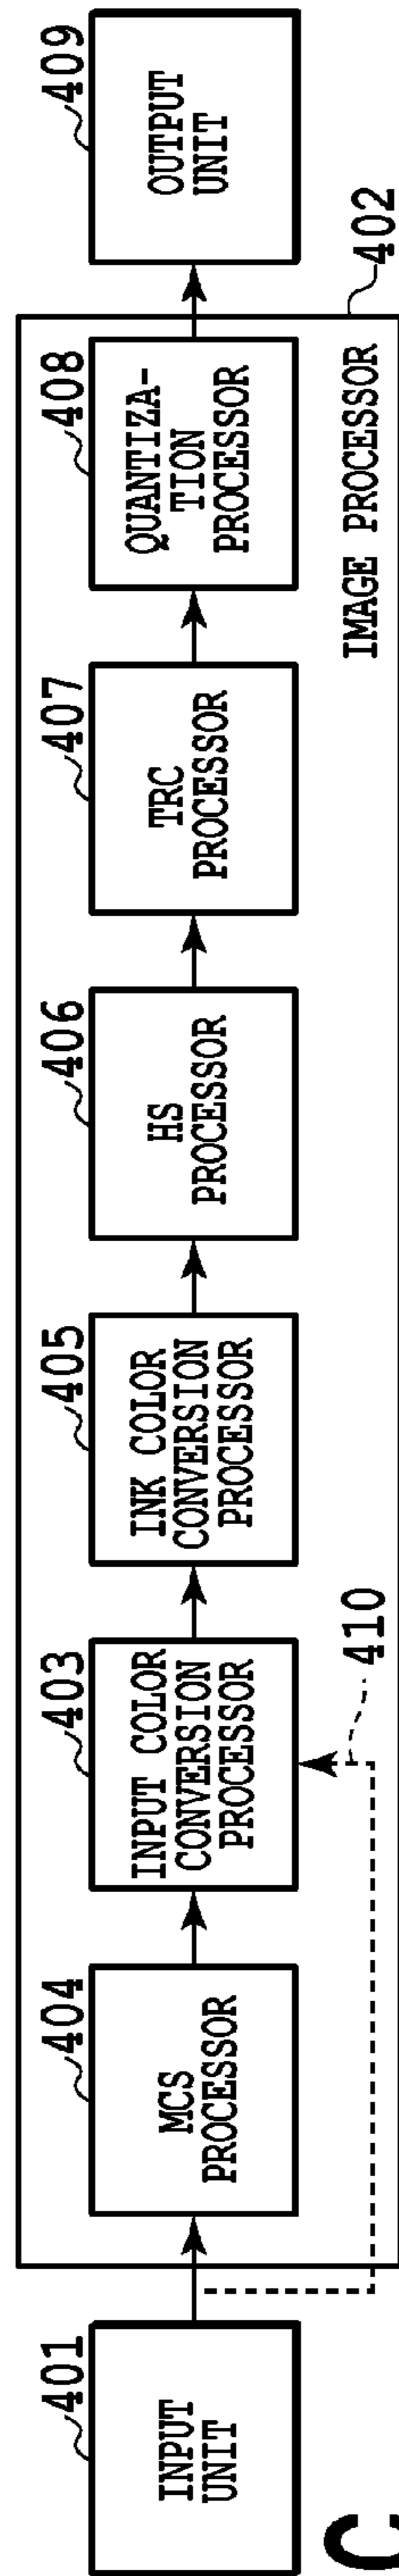 401
INPUT
UNIT
404
MCS
PROCESSOR
403
INPUT COLOR
CONVERSION
PROCESSOR
405
INK COLOR
CONVERSION
PROCESSOR
406
HS
PROCESSOR
407
TRC
PROCESSOR
408
QUANTIZA-
TION
PROCESSOR
409
OUTPUT
UNIT
410
IMAGE PROCESSOR
402
C